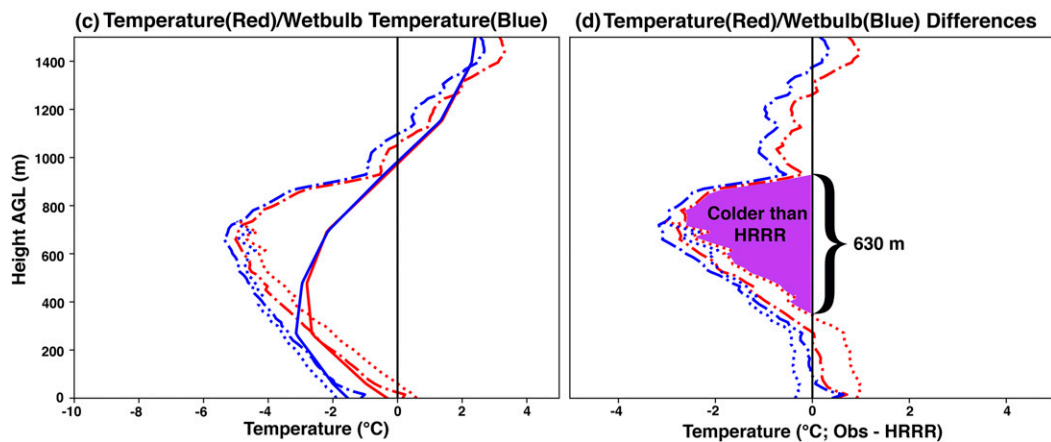 (c) Temperature(Red)/Wetbulb Temperature(Blue)
1400
1200
1000
800
600
400
200
0
Height AGL (m)
-10
-8
-6
-4
-2
0
2
4
Temperature (°C)
(d) Temperature(Red)/Wetbulb(Blue) Differences
Colder than
HRRR
630 m
-4
-2
0
2
4
Temperature (°C; Obs - HRRR)